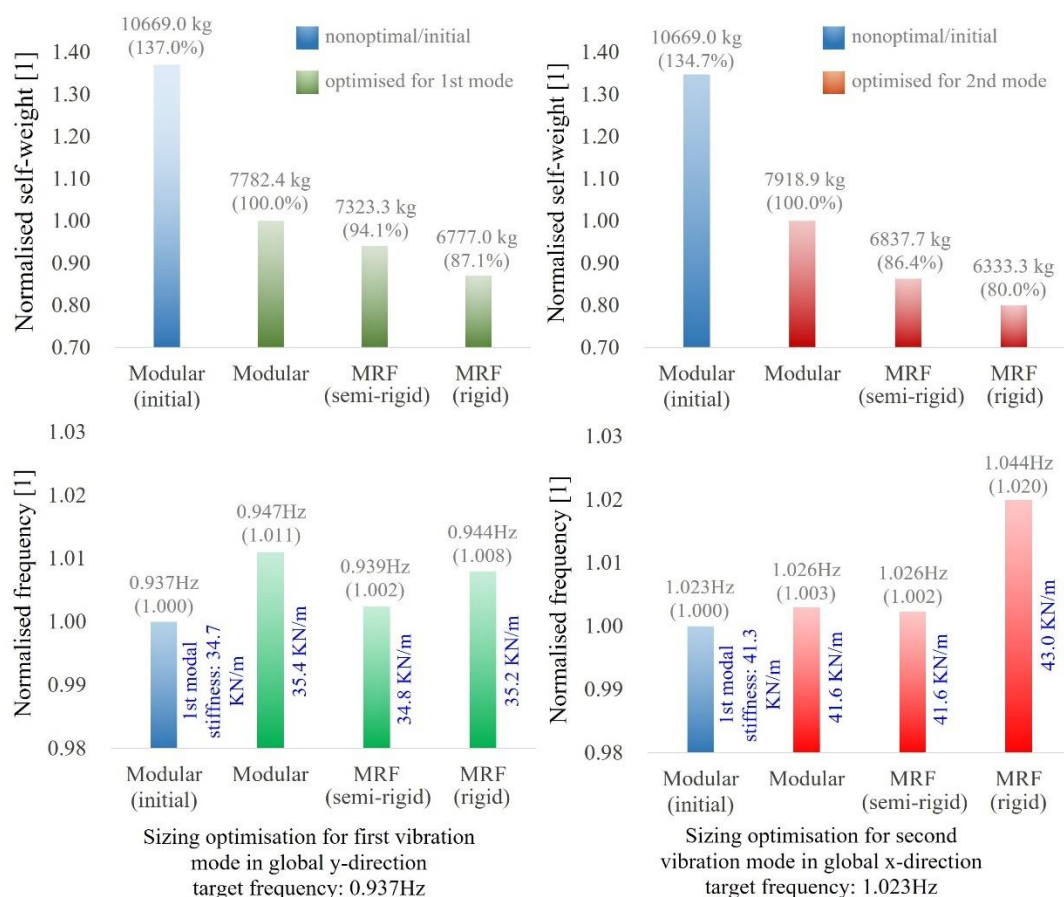 10669.0 kg
(137.0%)
nonoptimal/initial
optimised for 1st mode
1.40
1.30
1.20
1.10
1.00
0.90
0.80
0.70
Normalised self-weight [1]
7782.4 kg
(100.0%)
7323.3 kg
(94.1%)
6777.0 kg
(87.1%)
Modular
(initial)
Modular
MRF
(semi-rigid)
MRF
(rigid)
10669.0 kg
(134.7%)
nonoptimal/initial
optimised for 2nd mode
1.40
1.30
1.20
1.10
1.00
0.90
0.80
0.70
Normalised self-weight [1]
7918.9 kg
(100.0%)
6837.7 kg
(86.4%)
6333.3 kg
(80.0%)
Modular
(initial)
Modular
MRF
(semi-rigid)
MRF
(rigid)
1.03
1.02
1.01
1.00
0.99
0.98
Normalised frequency [1]
0.937Hz
(1.000)
1st modal
stiffness: 34.7
KN/m
0.947Hz
(1.011)
35.4 KN/m
0.939Hz
(1.002)
34.8 KN/m
0.944Hz
(1.008)
35.2 KN/m
Modular
(initial)
Modular
MRF
(semi-rigid)
MRF
(rigid)
Sizing optimisation for first vibration
mode in global y-direction
target frequency: 0.937Hz
1.03
1.02
1.01
1.00
0.99
0.98
Normalised frequency [1]
1.023Hz
(1.000)
1st modal
stiffness: 41.3
KN/m
1.026Hz
(1.003)
41.6 KN/m
1.026Hz
(1.002)
41.6 KN/m
1.044Hz
(1.020)
43.0 KN/m
Modular
(initial)
Modular
MRF
(semi-rigid)
MRF
(rigid)
Sizing optimisation for second
vibration mode in global x-direction
target frequency: 1.023Hz